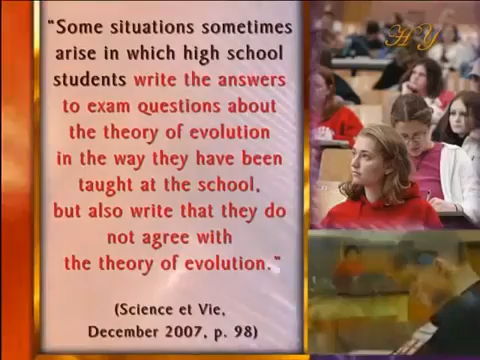 "Some situations sometimes
arise in which high school
students write the answers
to exam questions about
the theory of evolution
in the way they have been
taught at the school,
but also write that they do
not agree with
the theory of evolution."
(Science et Vie,
December 2007, p. 98)
HY